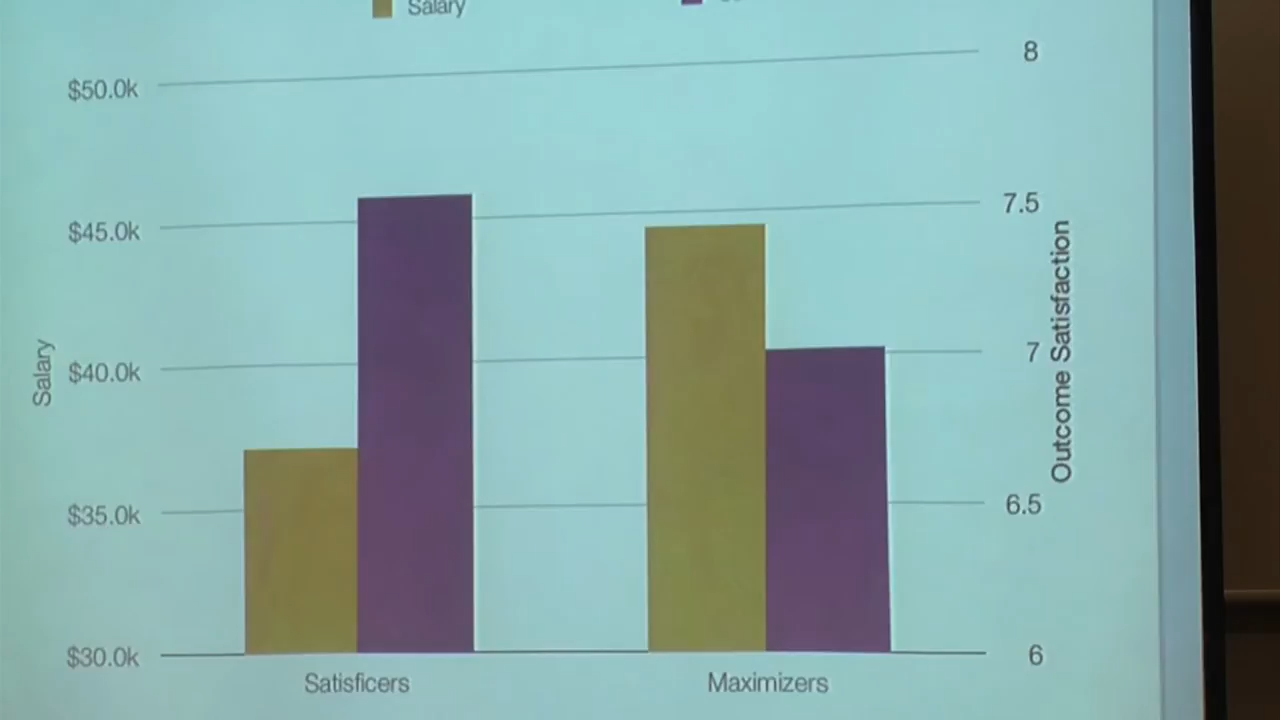 Salary
$50.0k
8
$45.0k
7.5
Salary
$40.0k
7
Outcome Satisfaction
$35.0k
6.5
$30.0k
6
Satisficers
Maximizers